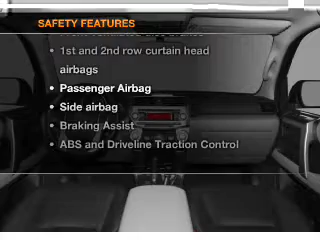 SAFETY FEATURES
• 1st and 2nd row curtain head
airbags
• Passenger Airbag
• Side airbag
• Braking Assist
• ABS and Driveline Traction Control